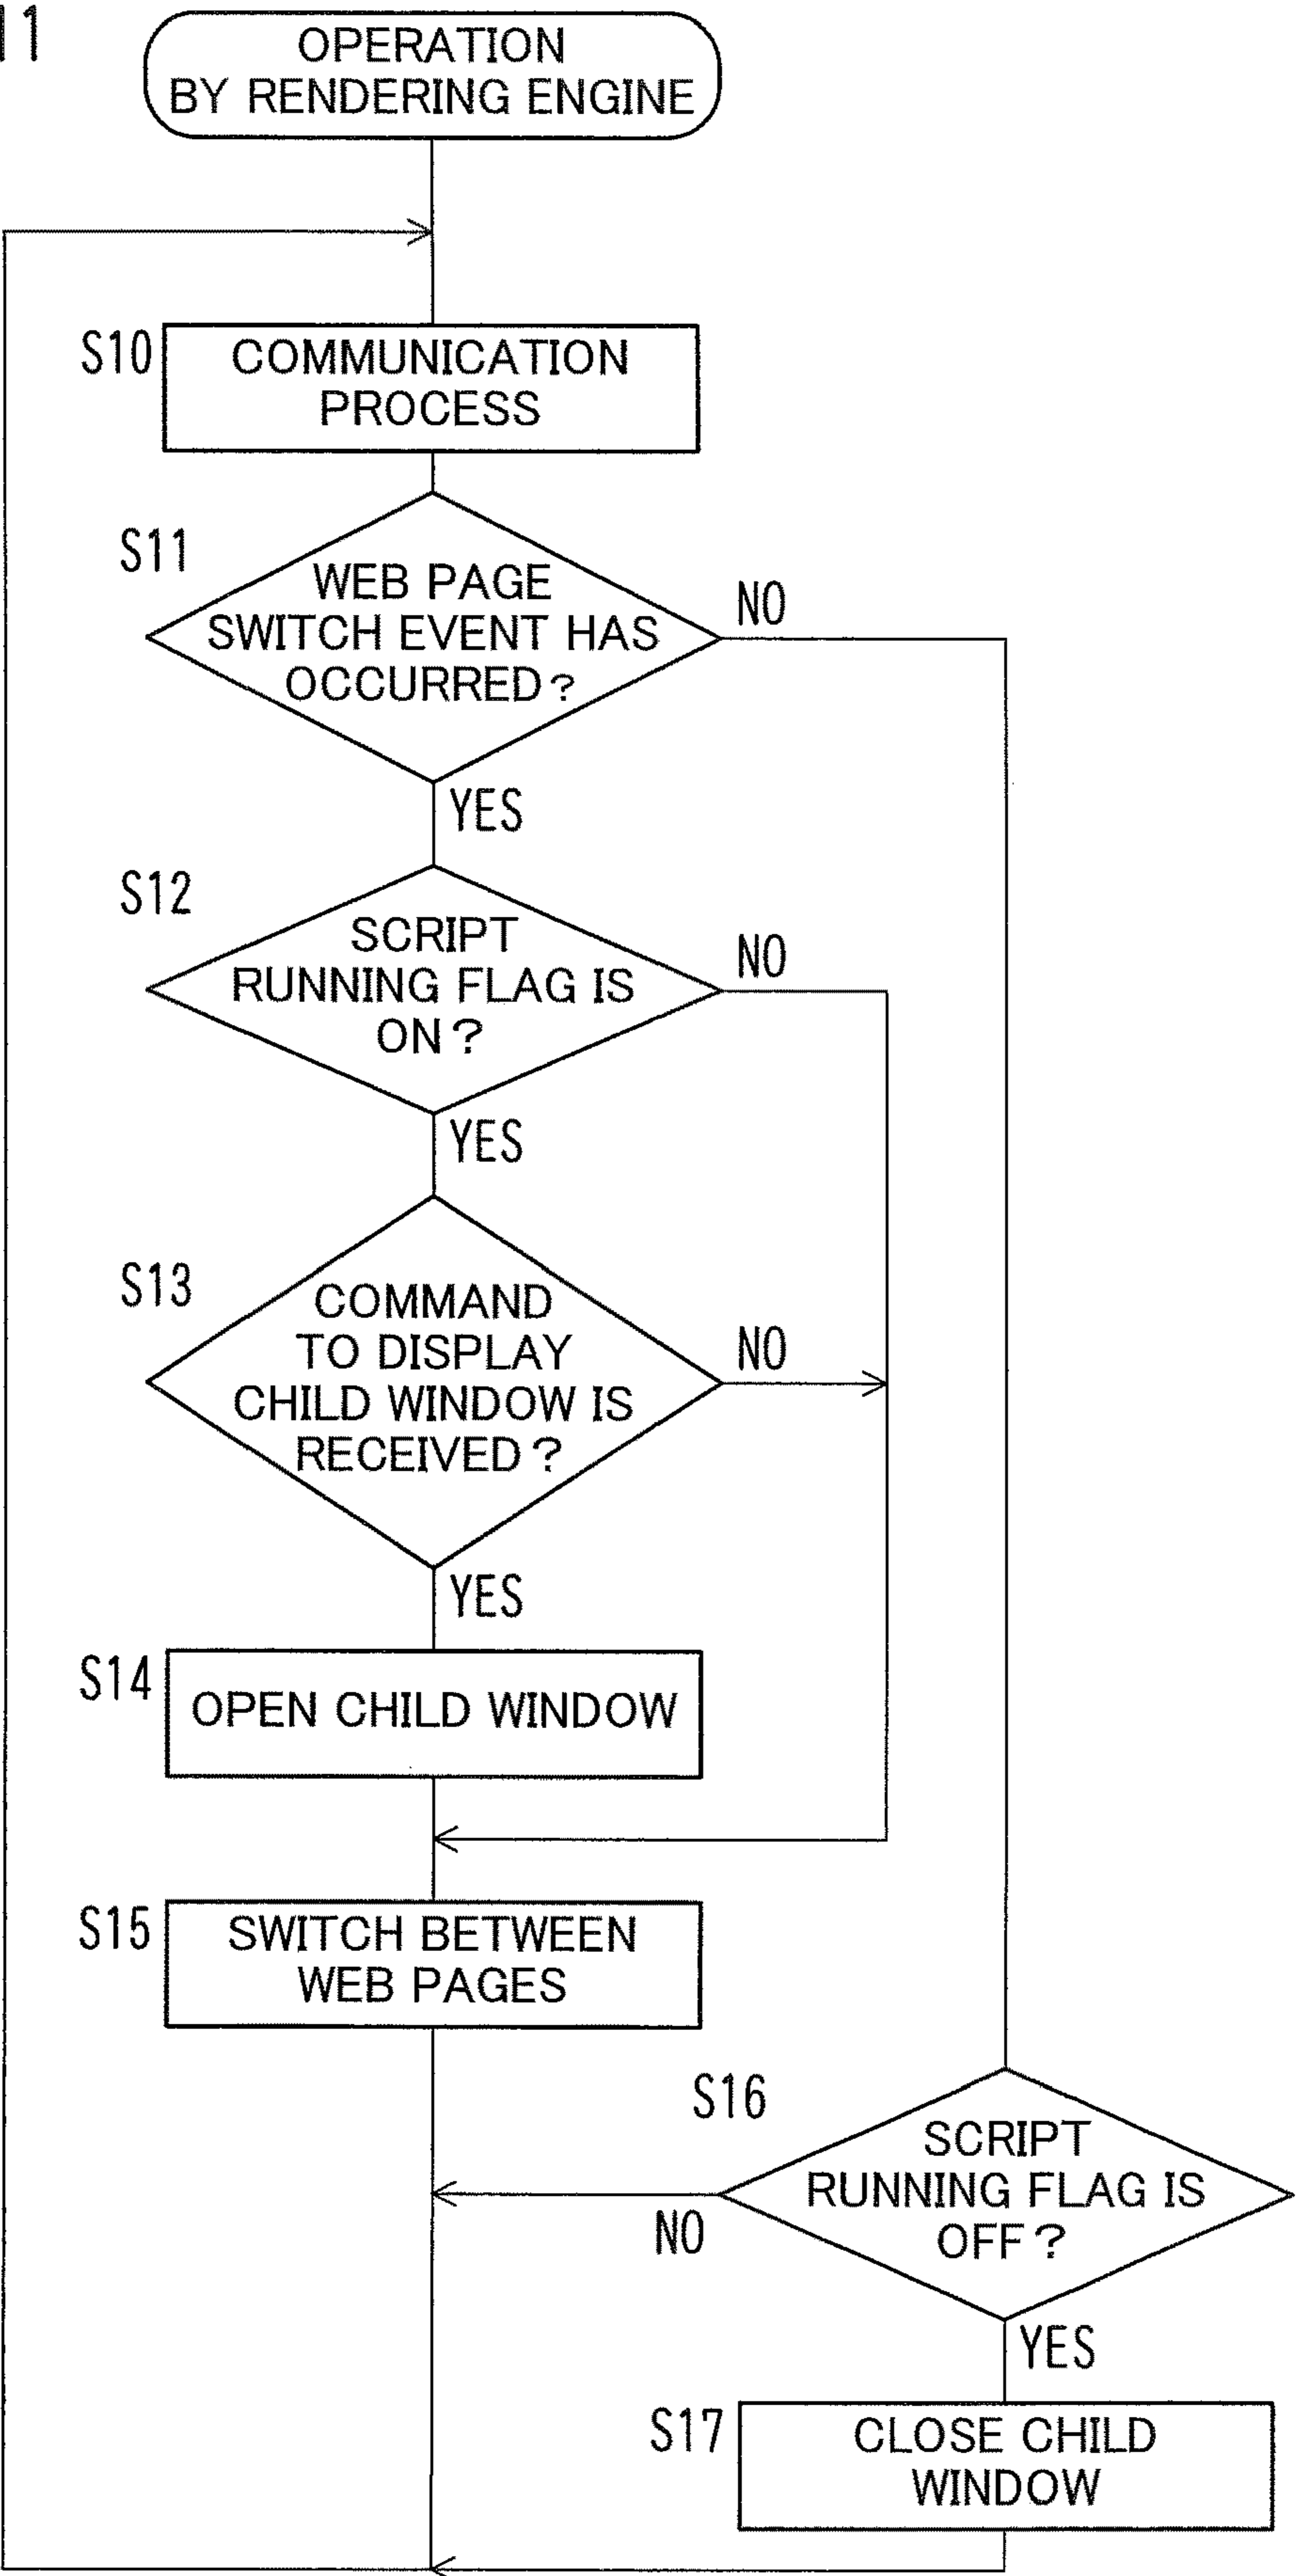 11
OPERATION
BY RENDERING ENGINE
S10
COMMUNICATION
PROCESS
S11
WEB PAGE
SWITCH EVENT HAS
OCCURRED?
NO
YES
S12
SCRIPT
RUNNING FLAG IS
ON?
NO
YES
S13
COMMAND
TO DISPLAY
CHILD WINDOW IS
RECEIVED?
NO
YES
S14
OPEN CHILD WINDOW
S15
SWITCH BETWEEN
WEB PAGES
S16
SCRIPT
RUNNING FLAG IS
OFF?
NO
YES
S17
CLOSE CHILD
WINDOW